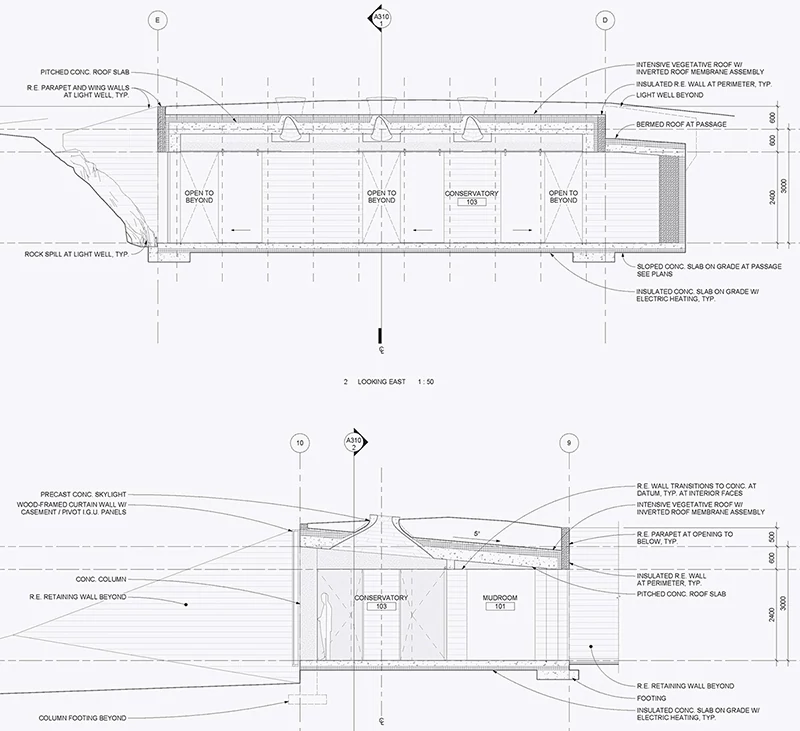 E
A310
1
D
PITCHED CONC. ROOF SLAB
R.E. PARAPET AND WING WALLS
AT LIGHT WELL, TYP.
INTENSIVE VEGETATIVE ROOF W/
INVERTED ROOF MEMBRANE ASSEMBLY
INSULATED R.E. WALL AT PERIMETER, TYP.
LIGHT WELL BEYOND
BERMED ROOF AT PASSAGE
600
600
2400
3000
OPEN TO
BEYOND
OPEN TO
BEYOND
CONSERVATORY
103
OPEN TO
BEYOND
ROCK SPILL AT LIGHT WELL, TYP.
SLOPED CONC. SLAB ON GRADE AT PASSAGE
SEE PLANS
INSULATED CONC. SLAB ON GRADE W/
ELECTRIC HEATING, TYP.
2 LOOKING EAST 1 : 50
10
A310
2
9
PRECAST CONC. SKYLIGHT
WOOD-FRAMED CURTAIN WALL W/
CASEMENT / PIVOT I.G.U. PANELS
CONC. COLUMN
R.E. RETAINING WALL BEYOND
R.E. WALL TRANSITIONS TO CONC. AT
DATUM, TYP. AT INTERIOR FACES
INTENSIVE VEGETATIVE ROOF W/
INVERTED ROOF MEMBRANE ASSEMBLY
R.E. PARAPET AT OPENING TO
BELOW, TYP.
INSULATED R.E. WALL
AT PERIMETER, TYP.
PITCHED CONC. ROOF SLAB
5°
500
600
2400
3000
CONSERVATORY
103
MUDROOM
101
R.E. RETAINING WALL BEYOND
FOOTING
INSULATED CONC. SLAB ON GRADE W/
ELECTRIC HEATING, TYP.
COLUMN FOOTING BEYOND